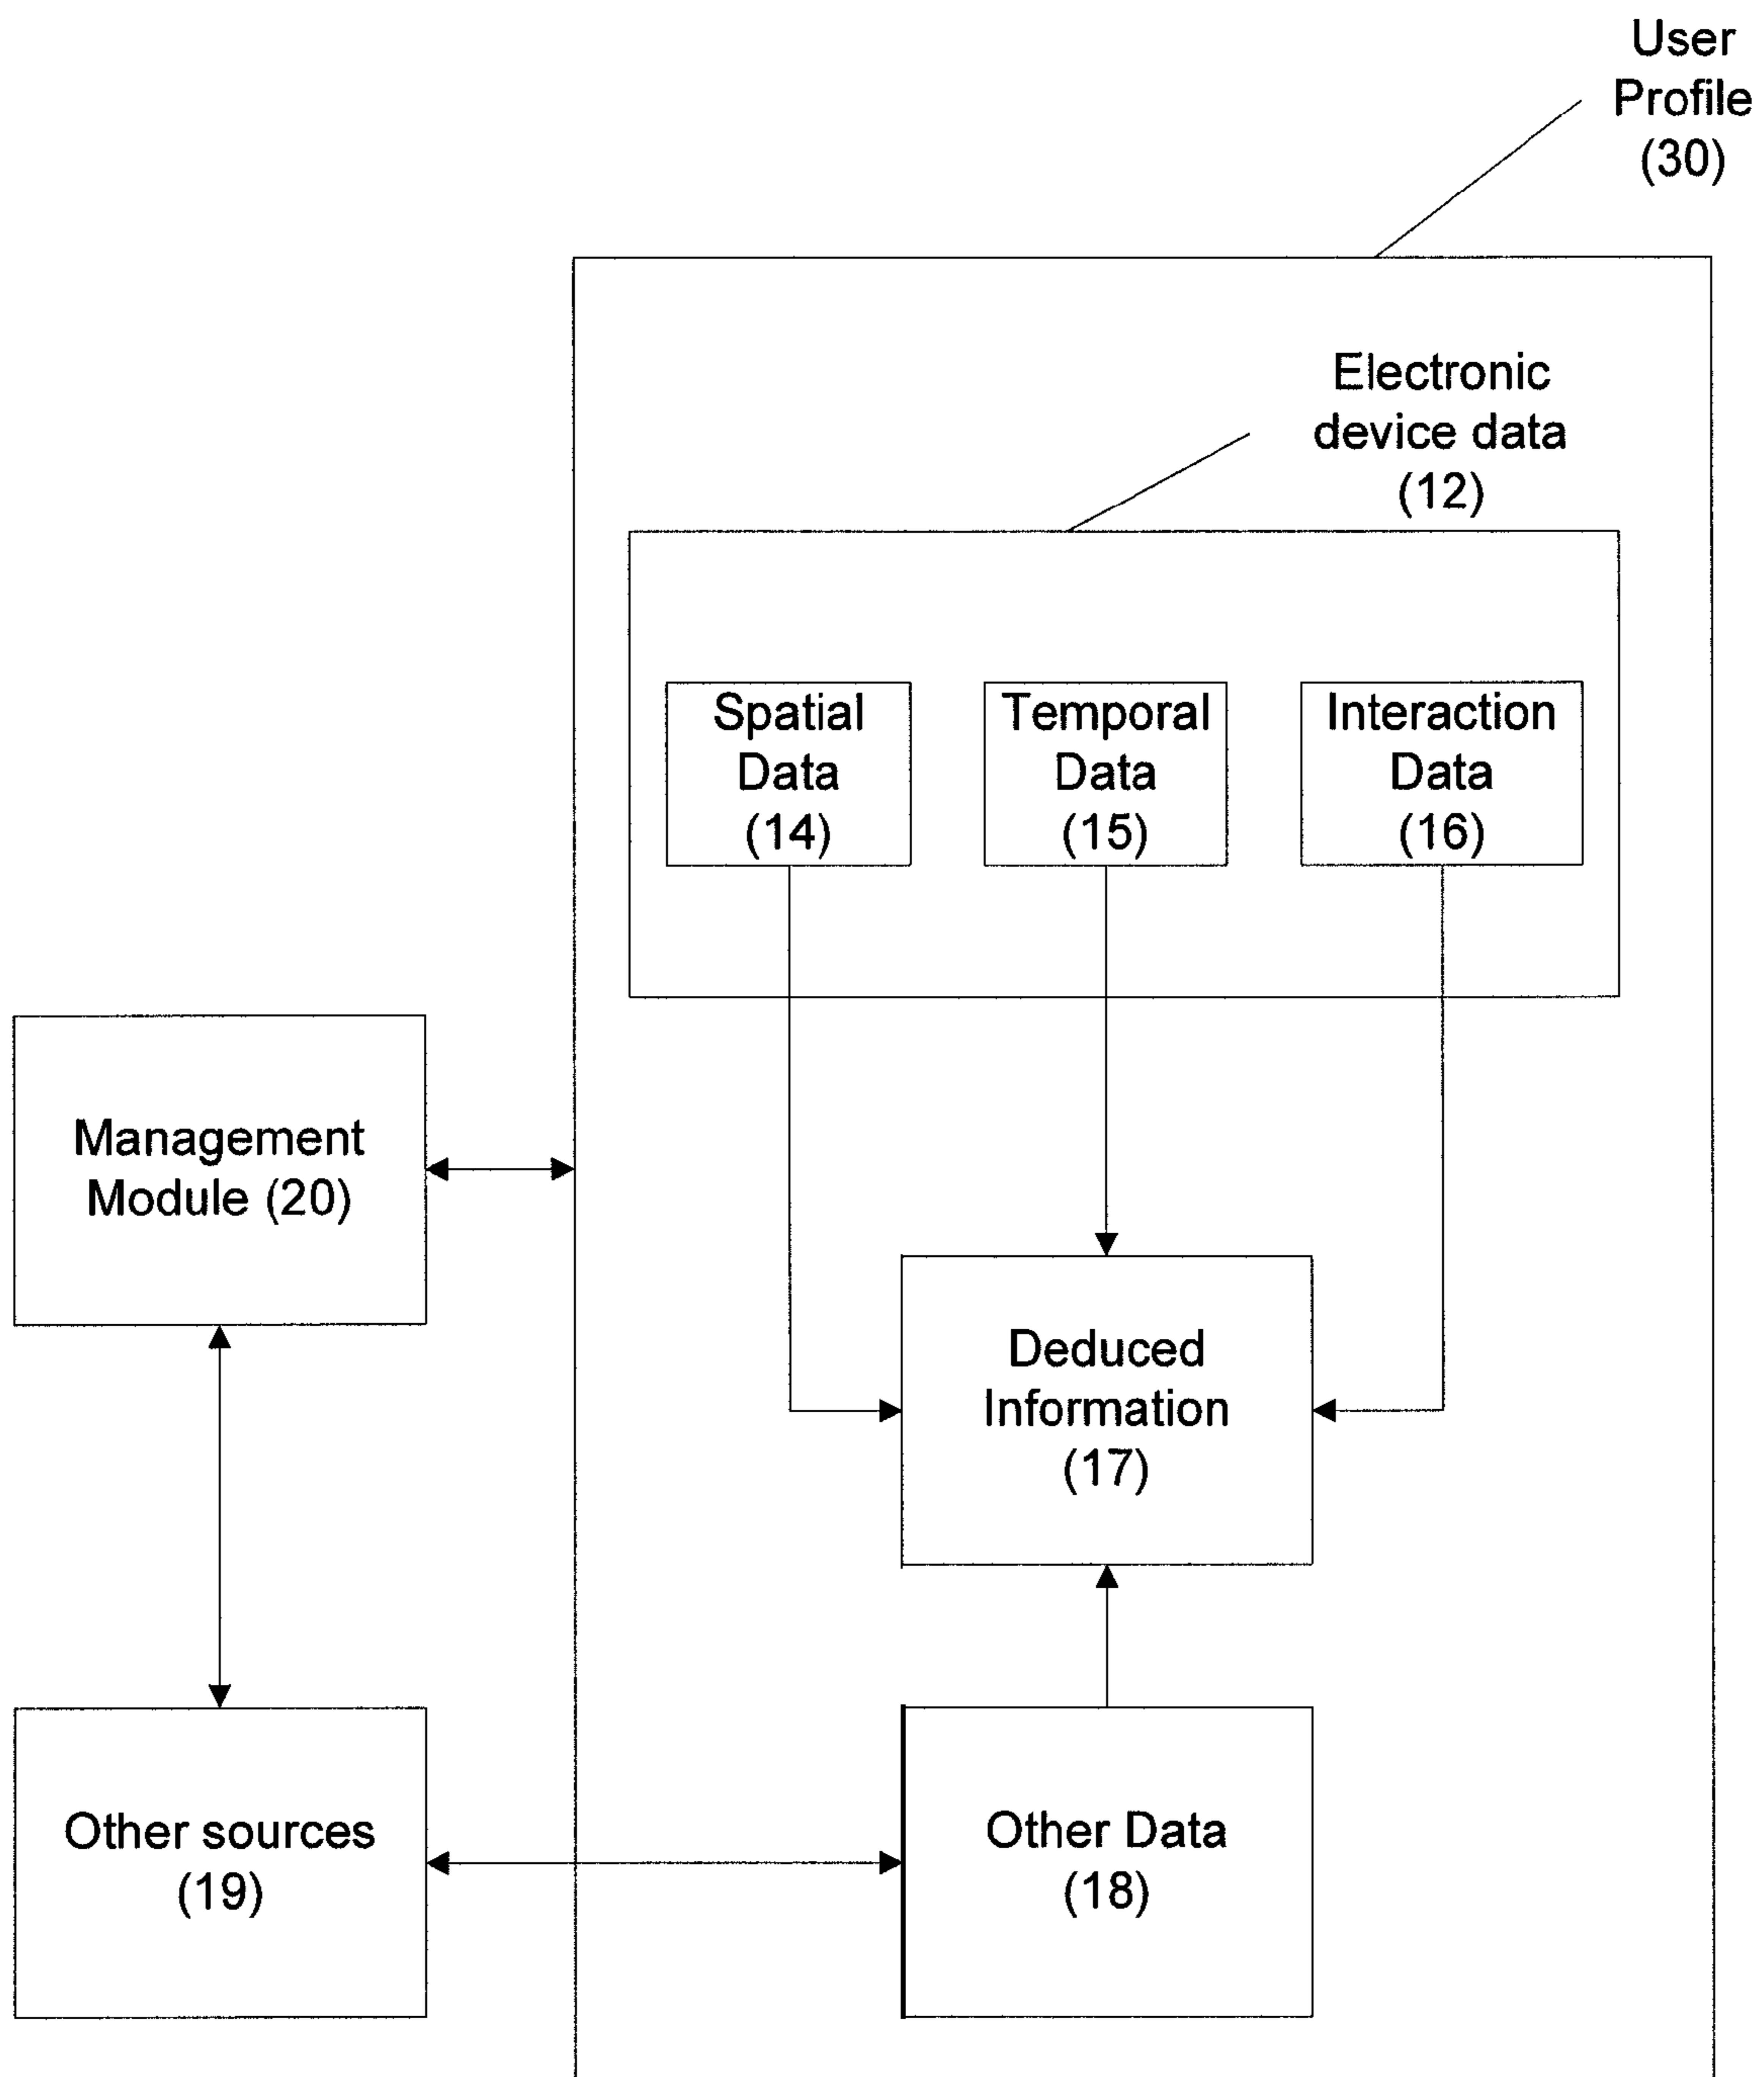 User
Profile
(30)
Electronic
device data
(12)
Spatial
Data
(14)
Temporal
Data
(15)
Interaction
Data
(16)
Management
Module (20)
Deduced
Information
(17)
Other sources
(19)
Other Data
(18)